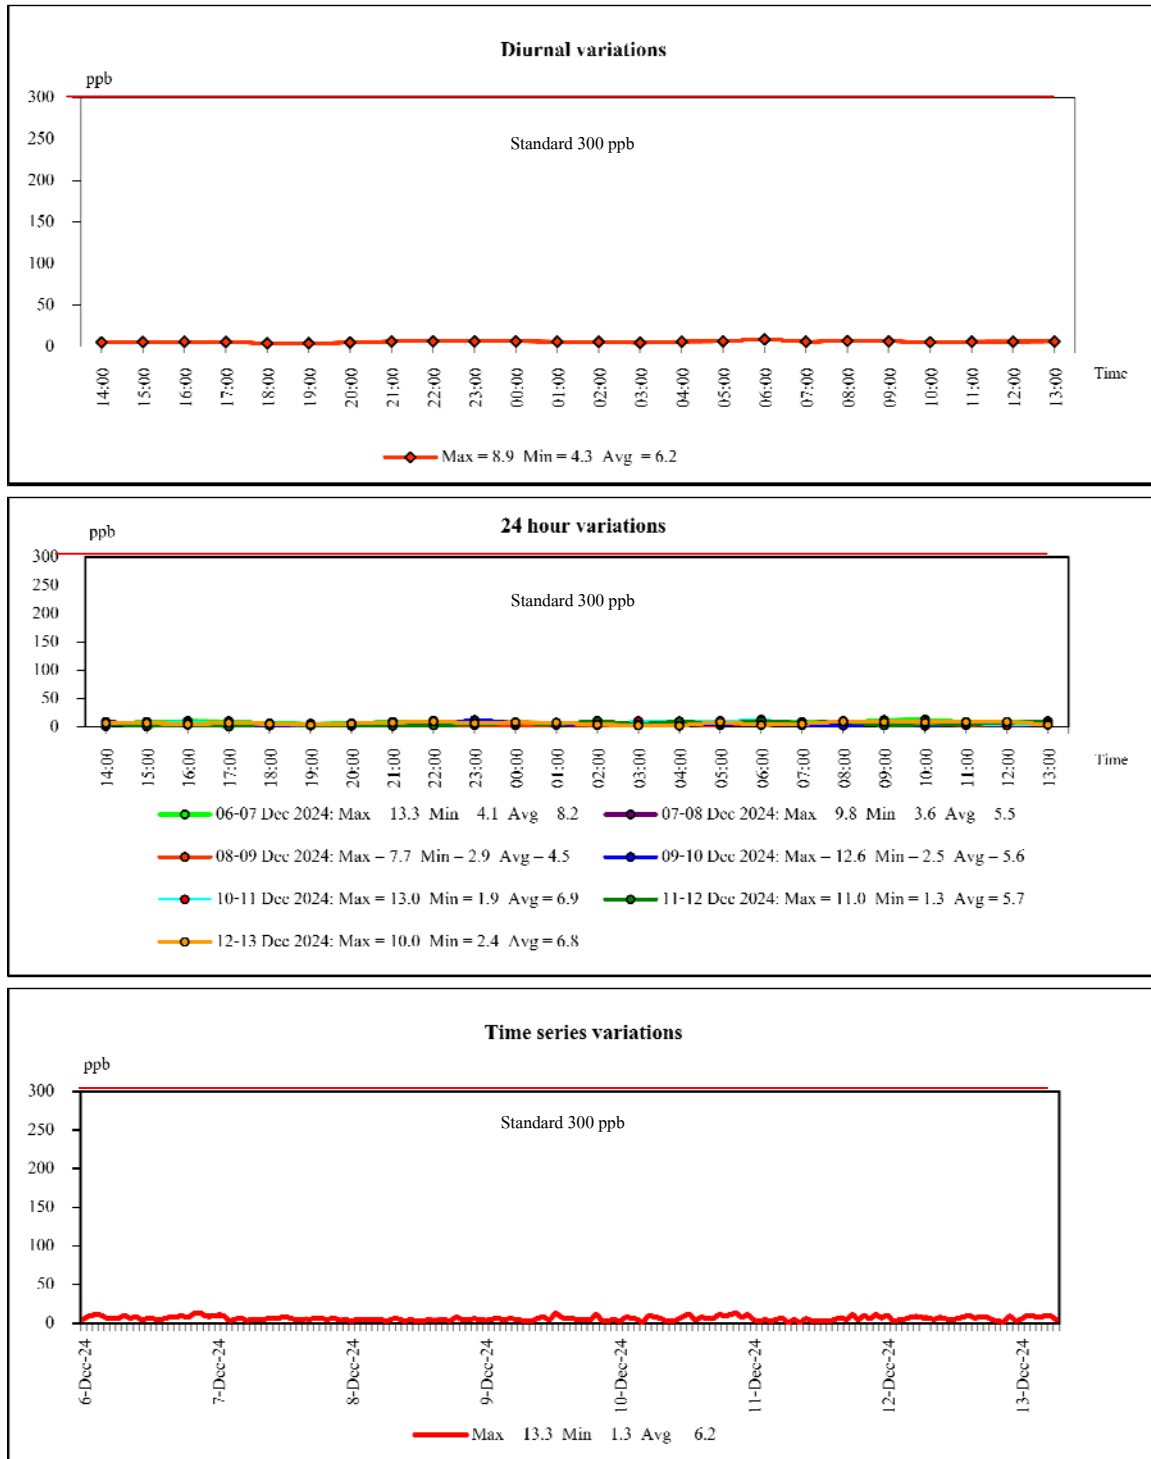 Diurnal variations
ppb
300
250
200
150
100
50
0
Standard 300 ppb
14:00 15:00 16:00 17:00 18:00 19:00 20:00 21:00 22:00 23:00 00:00 01:00 02:00 03:00 04:00 05:00 06:00 07:00 08:00 09:00 10:00 11:00 12:00 13:00
Time
Max = 8.9 Min = 4.3 Avg = 6.2
24 hour variations
ppb
300
250
200
150
100
50
0
Standard 300 ppb
14:00 15:00 16:00 17:00 18:00 19:00 20:00 21:00 22:00 23:00 00:00 01:00 02:00 03:00 04:00 05:00 06:00 07:00 08:00 09:00 10:00 11:00 12:00 13:00
Time
06-07 Dec 2024: Max 13.3 Min 4.1 Avg 8.2
07-08 Dec 2024: Max 9.8 Min 3.6 Avg 5.5
08-09 Dec 2024: Max – 7.7 Min – 2.9 Avg – 4.5
09-10 Dec 2024: Max – 12.6 Min – 2.5 Avg – 5.6
10-11 Dec 2024: Max = 13.0 Min = 1.9 Avg = 6.9
11-12 Dec 2024: Max = 11.0 Min = 1.3 Avg = 5.7
12-13 Dec 2024: Max = 10.0 Min = 2.4 Avg = 6.8
Time series variations
ppb
300
250
200
150
100
50
0
Standard 300 ppb
6-Dec-24 7-Dec-24 8-Dec-24 9-Dec-24 10-Dec-24 11-Dec-24 12-Dec-24 13-Dec-24
Max 13.3 Min 1.3 Avg 6.2